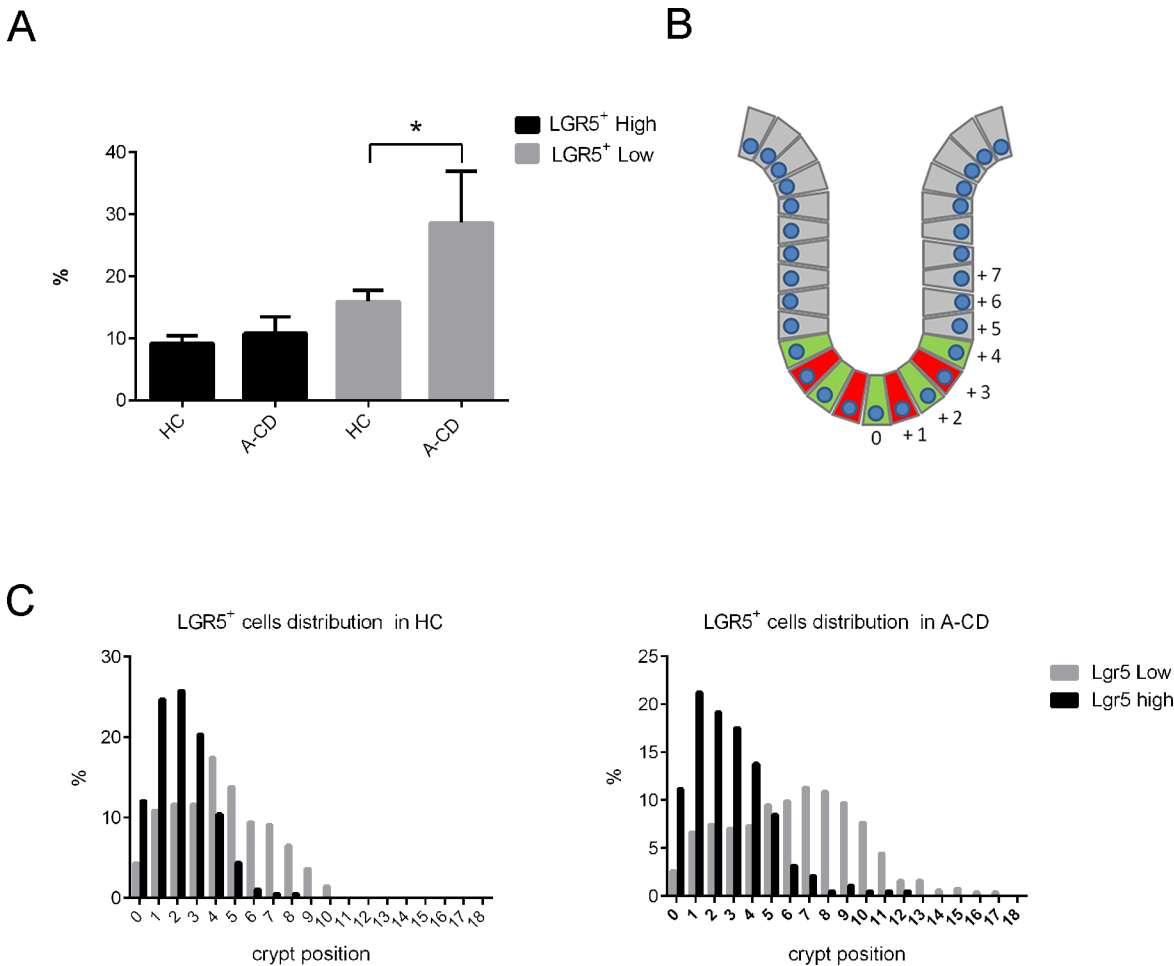 A
LGR5+ High
LGR5+ Low
*
40
30
20
10
0
%
HC
A-CD
HC
A-CD
B
+ 7
+ 6
+ 5
+ 4
+ 3
+ 2
+ 1
0
C
LGR5+ cells distribution in HC
30
20
10
0
%
0 1 2 3 4 5 6 7 8 9 10 11 12 13 14 15 16 17 18
crypt position
LGR5+ cells distribution in A-CD
25
20
15
10
5
0
%
0 1 2 3 4 5 6 7 8 9 10 11 12 13 14 15 16 17 18
crypt position
Lgr5 Low
Lgr5 high